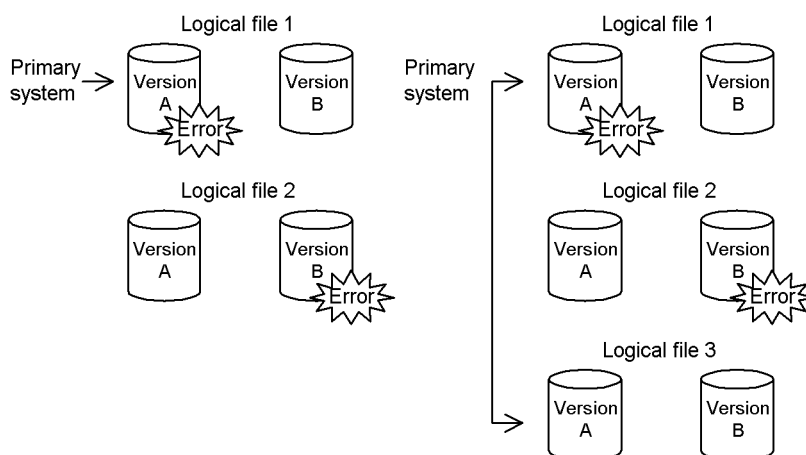 Logical file 1
Primary system
Version A
Error
Version B
Logical file 2
Version A
Version B
Error
Logical file 1
Primary system
Version A
Error
Version B
Logical file 2
Version A
Version B
Error
Logical file 3
Version A
Version B